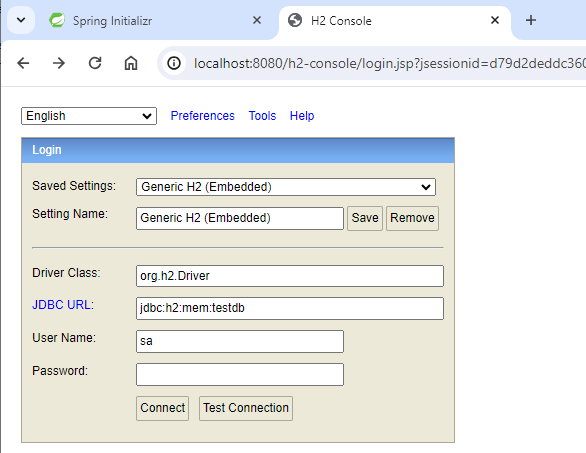 Spring Initializr
H2 Console
localhost:8080/h2-console/login.jsp?jsessionid=d79d2deddc360
English Preferences Tools Help
Login
Saved Settings: Generic H2 (Embedded)
Setting Name: Generic H2 (Embedded) Save Remove
Driver Class: org.h2.Driver
JDBC URL: jdbc:h2:mem:testdb
User Name: sa
Password:
Connect Test Connection